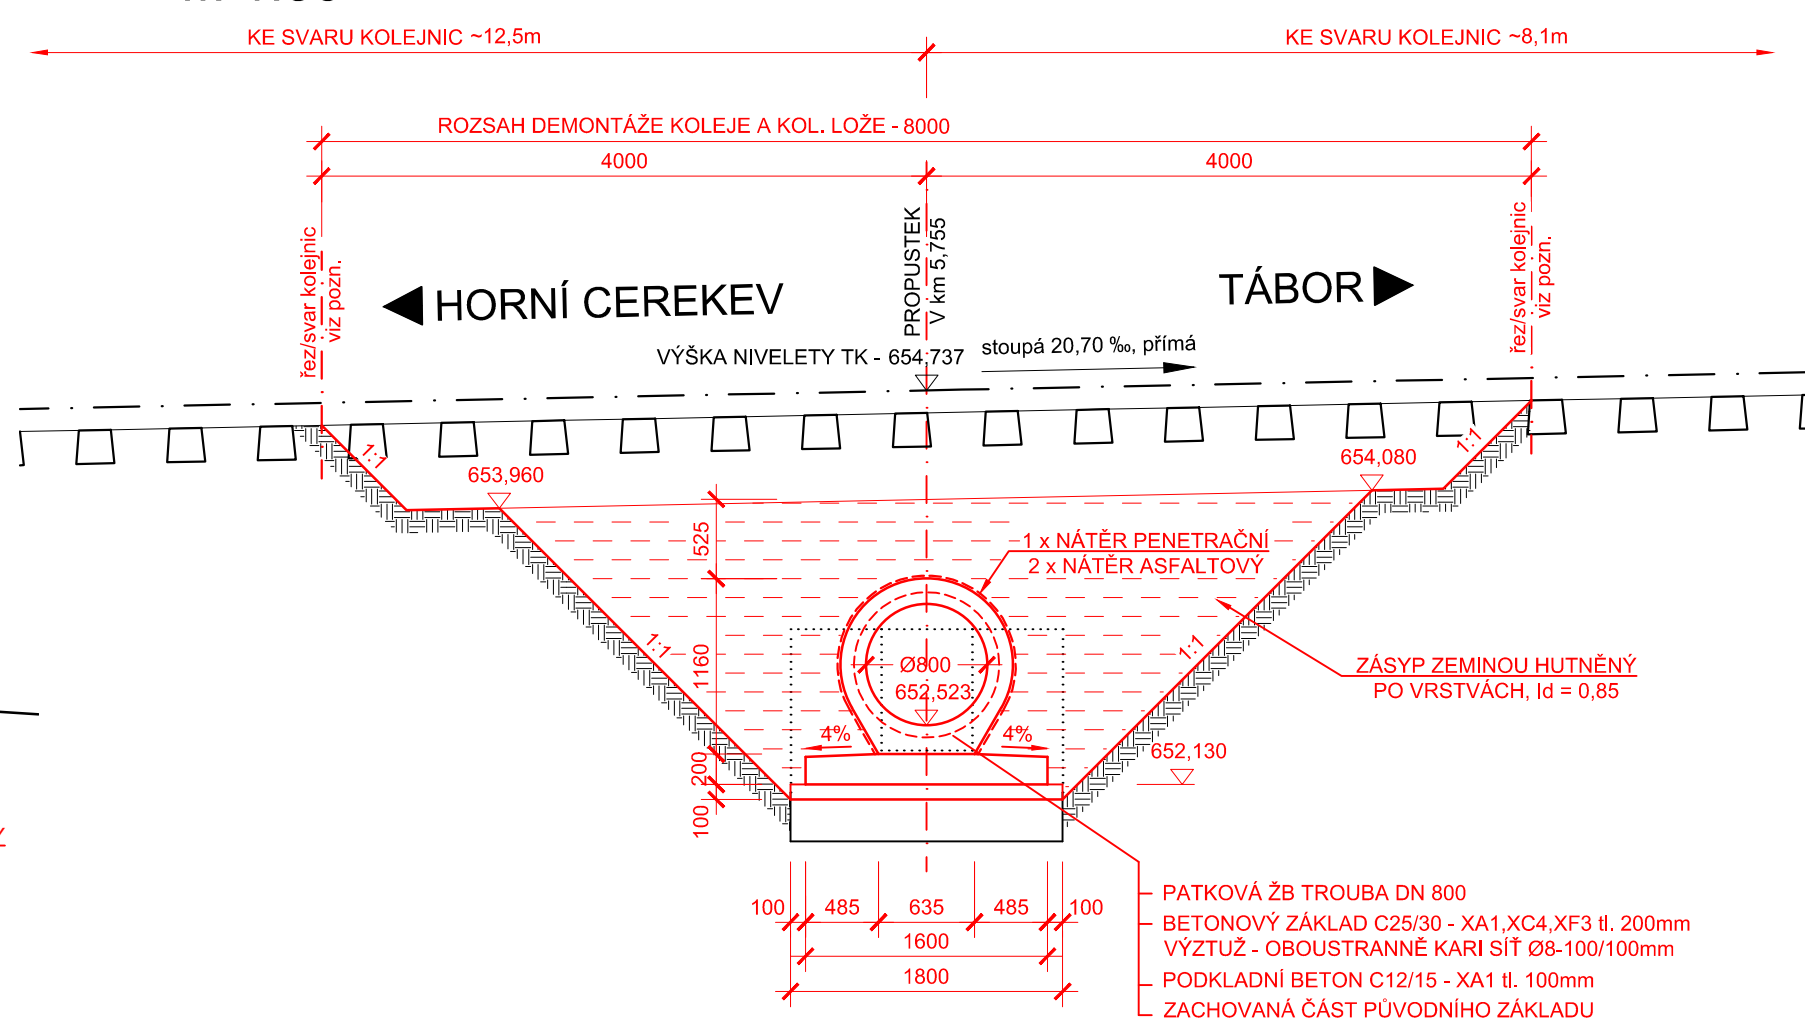 KE SVARU KOLEJNIC ~12,5m
KE SVARU KOLEJNIC ~8,1m
ROZSAH DEMONTÁŽE KOLEJE A KOL. LOŽE - 8000
4000
4000
řez/svar kolejnic
viz pozn.
HORNÍ CEREKEV
PROPUSTEK
V km 5,755
TÁBOR
řez/svar kolejnic
viz pozn.
VÝŠKA NIVELETY TK - 654,737
stoupá 20,70 ‰, přímá
1:1
1:1
653,960
654,080
525
1 x NÁTĚR PENETRAČNÍ
2 x NÁTĚR ASFALTOVÝ
1:1
1:1
1160
Ø800
652,523
ZÁSYP ZEMINOU HUTNĚNÝ
PO VRSTVÁCH, Id = 0,85
4%
4%
652,130
200
100
100
485
635
485
100
1600
1800
PATKOVÁ ŽB TROUBA DN 800
BETONOVÝ ZÁKLAD C25/30 - XA1,XC4,XF3 tl. 200mm
VÝZTUŽ - OBOUSTRANNĚ KARI SÍŤ Ø8-100/100mm
PODKLADNÍ BETON C12/15 - XA1 tl. 100mm
ZACHOVANÁ ČÁST PŮVODNÍHO ZÁKLADU